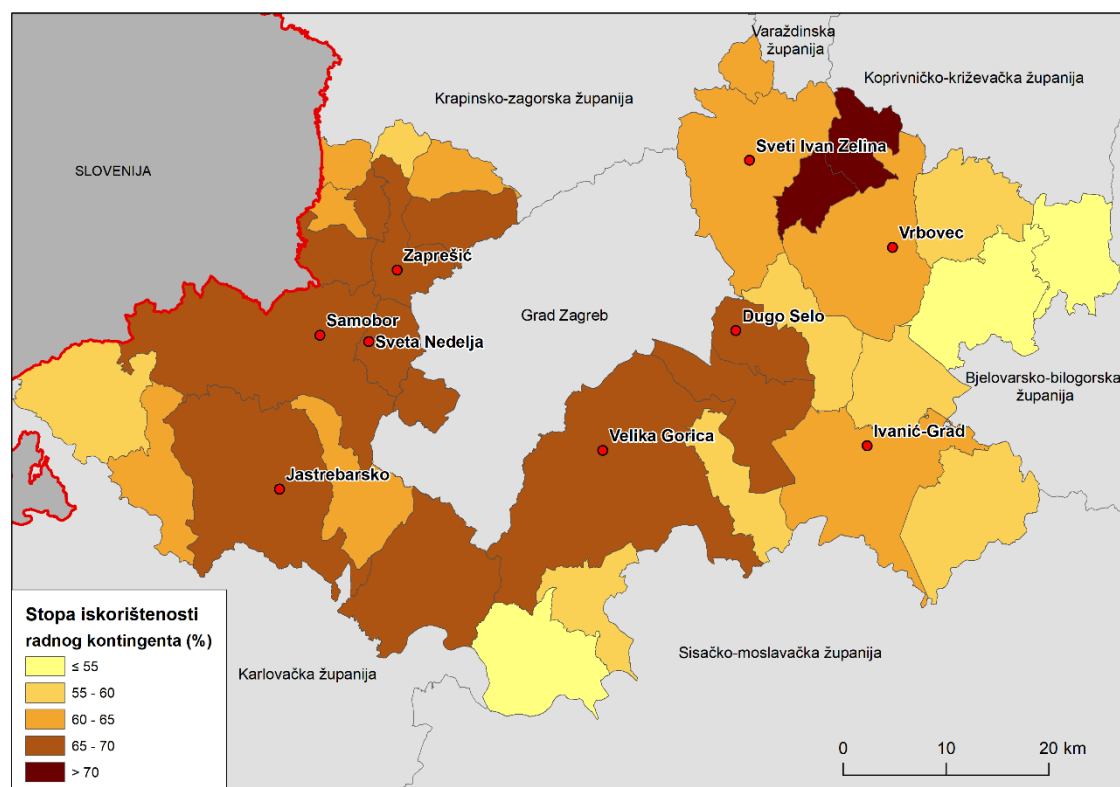 Varaždinska
županija
Koprivničko-križevačka županija
Krapinsko-zagorska županija
SLOVENIJA
Sveti Ivan Zelina
Vrbovec
Zaprešić
Grad Zagreb
Dugo Selo
Samobor
Sveta Nedelja
Bjelovarsko-bilogorska
županija
Velika Gorica
Ivanić-Grad
Jastrebarsko
Sisačko-moslavačka županija
Karlovačka županija
Stopa iskorištenosti
radnog kontingenta (%)
≤ 55
55 - 60
60 - 65
65 - 70
> 70
0 10 20 km